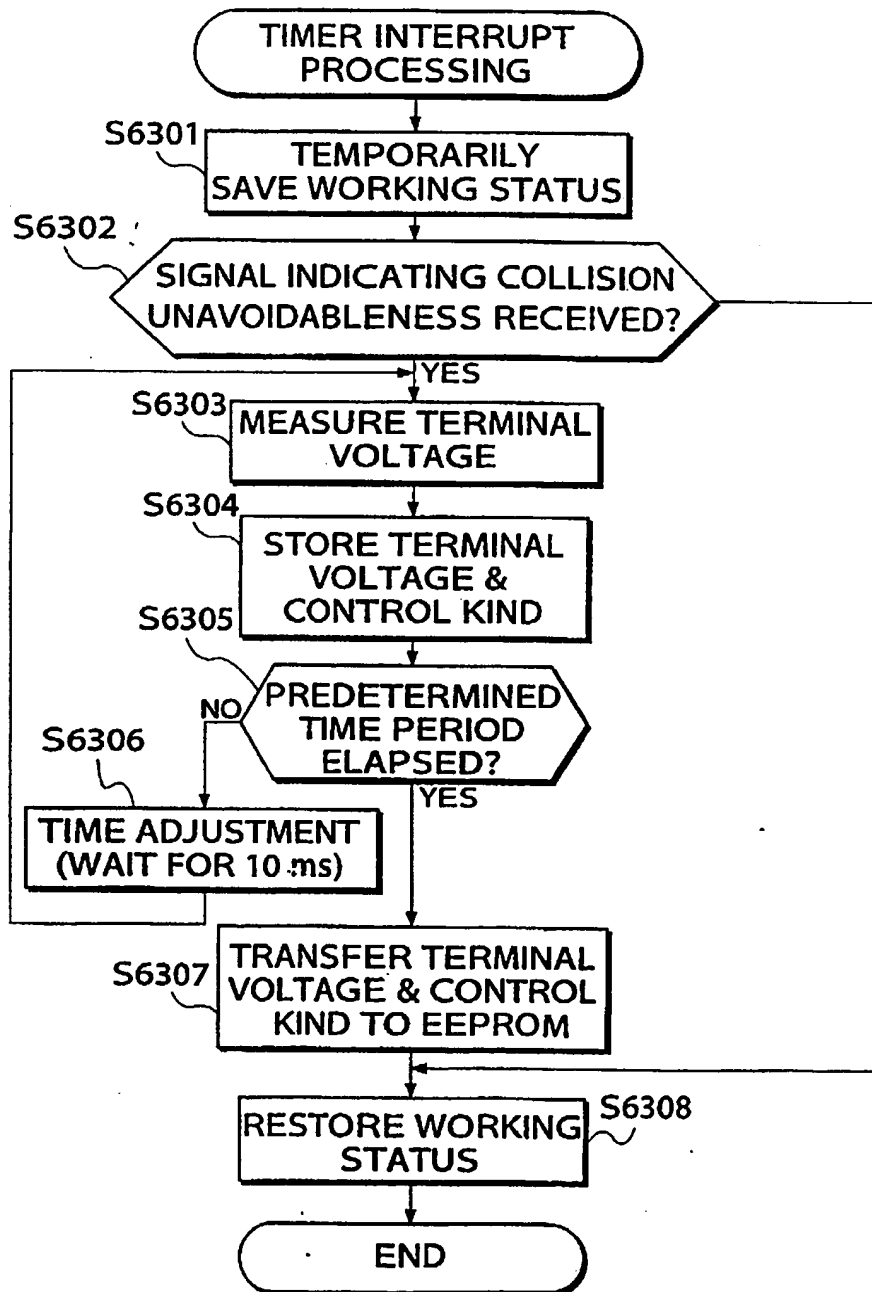 TIMER INTERRUPT
PROCESSING
S6301
TEMPORARILY
SAVE WORKING STATUS
S6302
SIGNAL INDICATING COLLISION
UNAVOIDABLENESS RECEIVED?
YES
S6303
MEASURE TERMINAL
VOLTAGE
S6304
STORE TERMINAL
VOLTAGE &
CONTROL KIND
S6305
PREDETERMINED
TIME PERIOD
ELAPSED?
NO
YES
S6306
TIME ADJUSTMENT
(WAIT FOR 10 ms)
S6307
TRANSFER TERMINAL
VOLTAGE & CONTROL
KIND TO EEPROM
RESTORE WORKING
STATUS
S6308
END